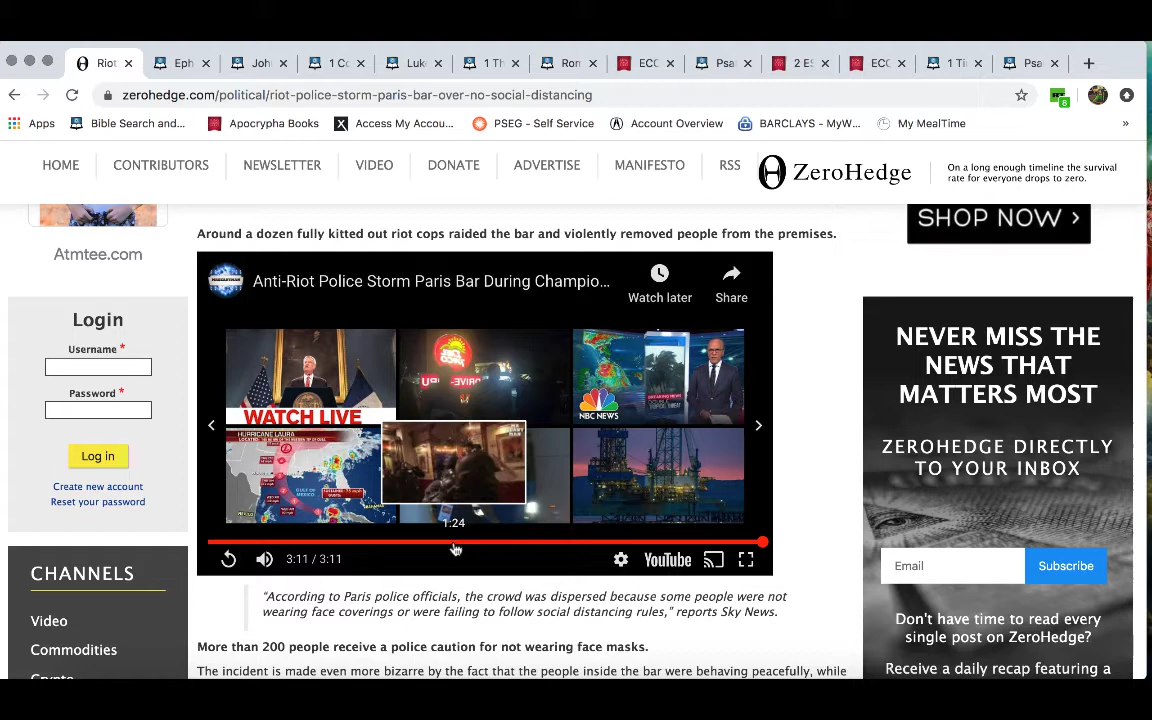 Riot
Eph
Joh
1 Co
Luk
1 Th
Rom
ECC
Psa
2 ES
ECC
1 Ti
Psa
zerohedge.com/political/riot-police-storm-paris-bar-over-no-social-distancing
6
Apps
Bible Search and...
Apocrypha Books
Access My Accou...
PSEG - Self Service
Account Overview
BARCLAYS - MyW...
My MealTime
»
HOME
CONTRIBUTORS
NEWSLETTER
VIDEO
DONATE
ADVERTISE
MANIFESTO
RSS
ZeroHedge
On a long enough timeline the survival
rate for everyone drops to zero.
Atmtee.com
Login
Username *
Password *
Log in
Create new account
Reset your password
CHANNELS
Video
Commodities
Crypto
Around a dozen fully kitted out riot cops raided the bar and violently removed people from the premises.
Anti-Riot Police Storm Paris Bar During Champio...
Watch later
Share
WATCH LIVE
NBC NEWS
HURRICANE LAURA
GULF OF
MEXICO
1:24
3:11 / 3:11
YouTube
“According to Paris police officials, the crowd was dispersed because some people were not
wearing face coverings or were failing to follow social distancing rules,” reports Sky News.
More than 200 people receive a police caution for not wearing face masks.
The incident is made even more bizarre by the fact that the people inside the bar were behaving peacefully, while
SHOP NOW >
NEVER MISS THE
NEWS THAT
MATTERS MOST
ZEROHEDGE DIRECTLY
TO YOUR INBOX
Email
Subscribe
Don't have time to read every
single post on ZeroHedge?
Receive a daily recap featuring a